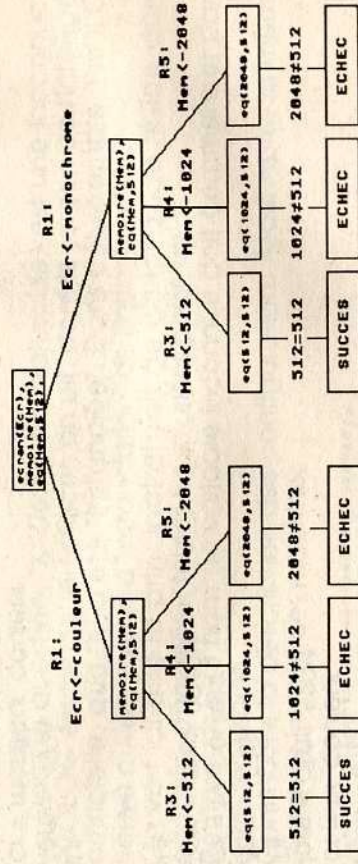 ecran(Ecr),
memoire(Mem),
eq(Mem,512),
R1:
Ecr<-couleur
R1:
Ecr<-monochrome
memoire(Mem),
eq(Mem,512)
memoire(Mem),
eq(Mem,512)
R3:
Mem<-512
R4:
Mem<-1024
R5:
Mem<-2048
R3:
Mem<-512
R4:
Mem<-1024
R5:
Mem<-2048
eq(512,512)
eq(1024,512)
eq(2048,512)
eq(512,512)
eq(1024,512)
eq(2048,512)
512=512
1024≠512
2048≠512
512=512
1024≠512
2048≠512
SUCCES
ECHEC
ECHEC
SUCCES
ECHEC
ECHEC